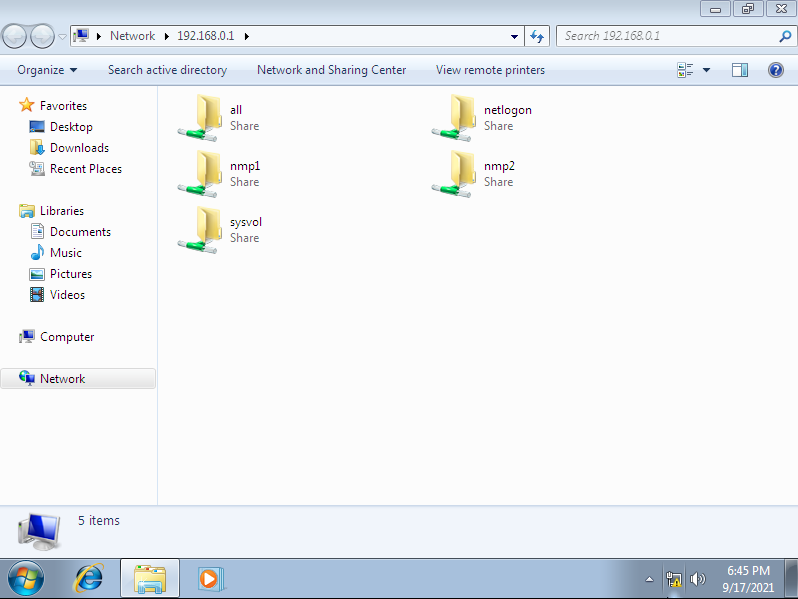 Network 192.168.0.1
Search 192.168.0.1
Organize Search active directory Network and Sharing Center View remote printers
Favorites
Desktop
Downloads
Recent Places
Libraries
Documents
Music
Pictures
Videos
Computer
Network
all
Share
netlogon
Share
nmp1
Share
nmp2
Share
sysvol
Share
5 items
6:45 PM
9/17/2021